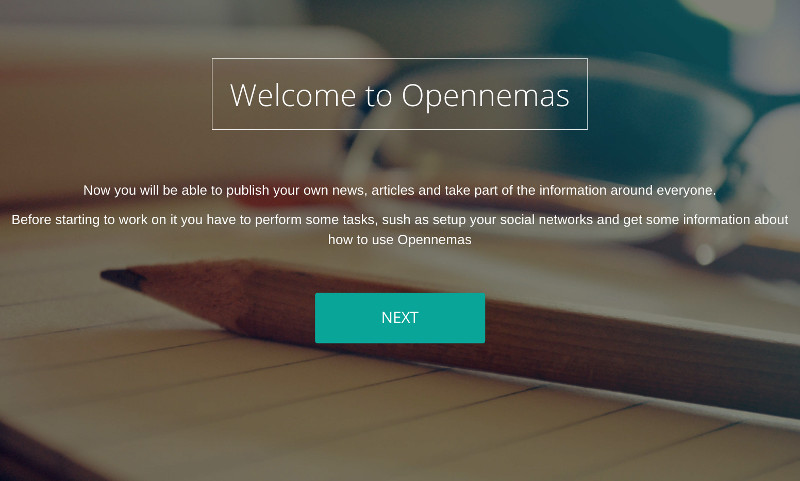 Welcome to Opennemas
Now you will be able to publish your own news, articles and take part of the information around everyone.
Before starting to work on it you have to perform some tasks, sush as setup your social networks and get some information about
how to use Opennemas
NEXT